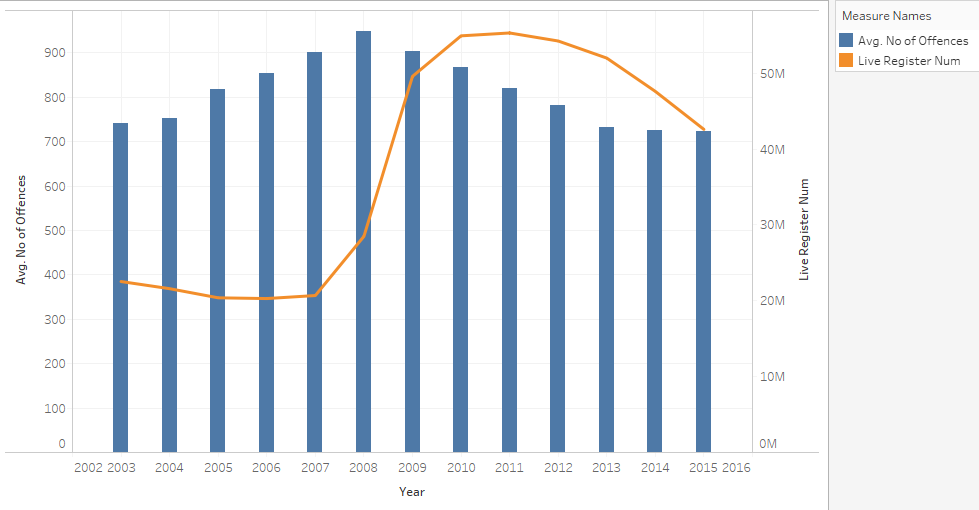 Measure Names
Avg. No of Offences
Live Register Num
900
800
700
600
500
400
300
200
100
0
Avg. No of Offences
50M
40M
30M
20M
10M
0M
Live Register Num
2002 2003 2004 2005 2006 2007 2008 2009 2010 2011 2012 2013 2014 2015 2016
Year